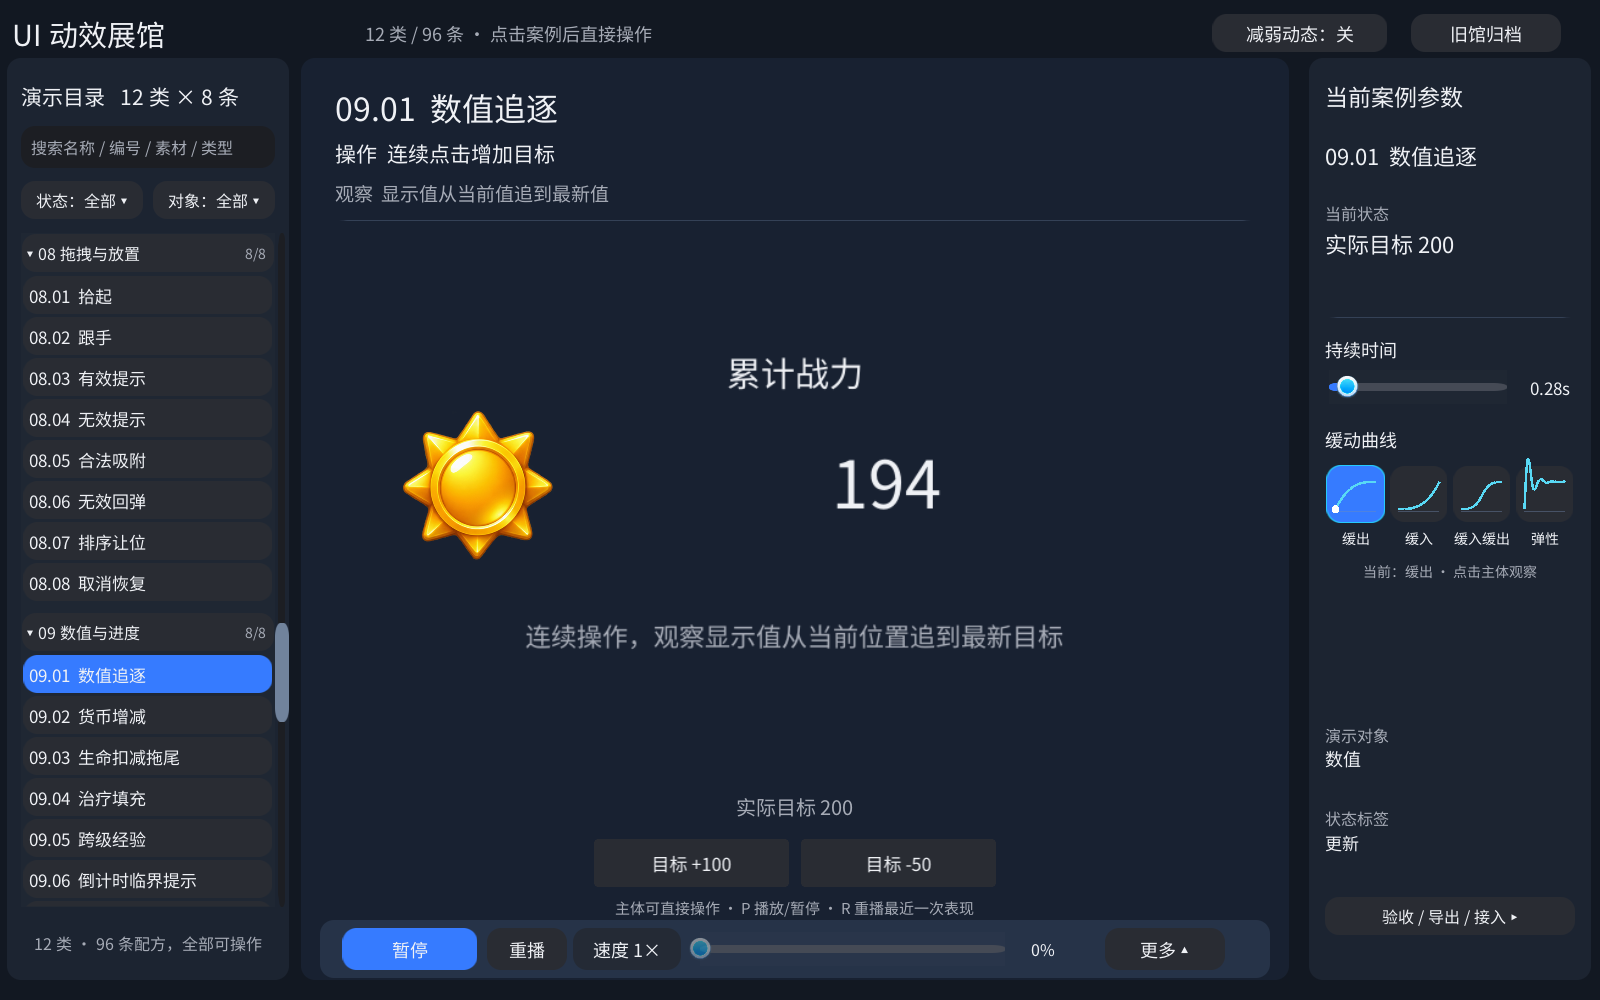 UI 动效展馆
12 类 / 96 条 · 点击案例后直接操作
减弱动态：关
旧馆归档
演示目录 12 类 × 8 条
搜索名称 / 编号 / 素材 / 类型
状态：全部 ▾
对象：全部 ▾
▾ 08 拖拽与放置 8/8
08.01 拾起
08.02 跟手
08.03 有效提示
08.04 无效提示
08.05 合法吸附
08.06 无效回弹
08.07 排序让位
08.08 取消恢复
▾ 09 数值与进度 8/8
09.01 数值追逐
09.02 货币增减
09.03 生命扣减拖尾
09.04 治疗填充
09.05 跨级经验
09.06 倒计时临界提示
12 类 · 96 条配方，全部可操作
09.01 数值追逐
操作 连续点击增加目标
观察 显示值从当前值追到最新值
累计战力
194
连续操作，观察显示值从当前位置追到最新目标
实际目标 200
目标 +100
目标 -50
主体可直接操作 · P 播放/暂停 · R 重播最近一次表现
暂停
重播
速度 1×
0%
更多 ▴
当前案例参数
09.01 数值追逐
当前状态
实际目标 200
持续时间
0.28s
缓动曲线
缓出 缓入 缓入缓出 弹性
当前：缓出 · 点击主体观察
演示对象
数值
状态标签
更新
验收 / 导出 / 接入 ▸